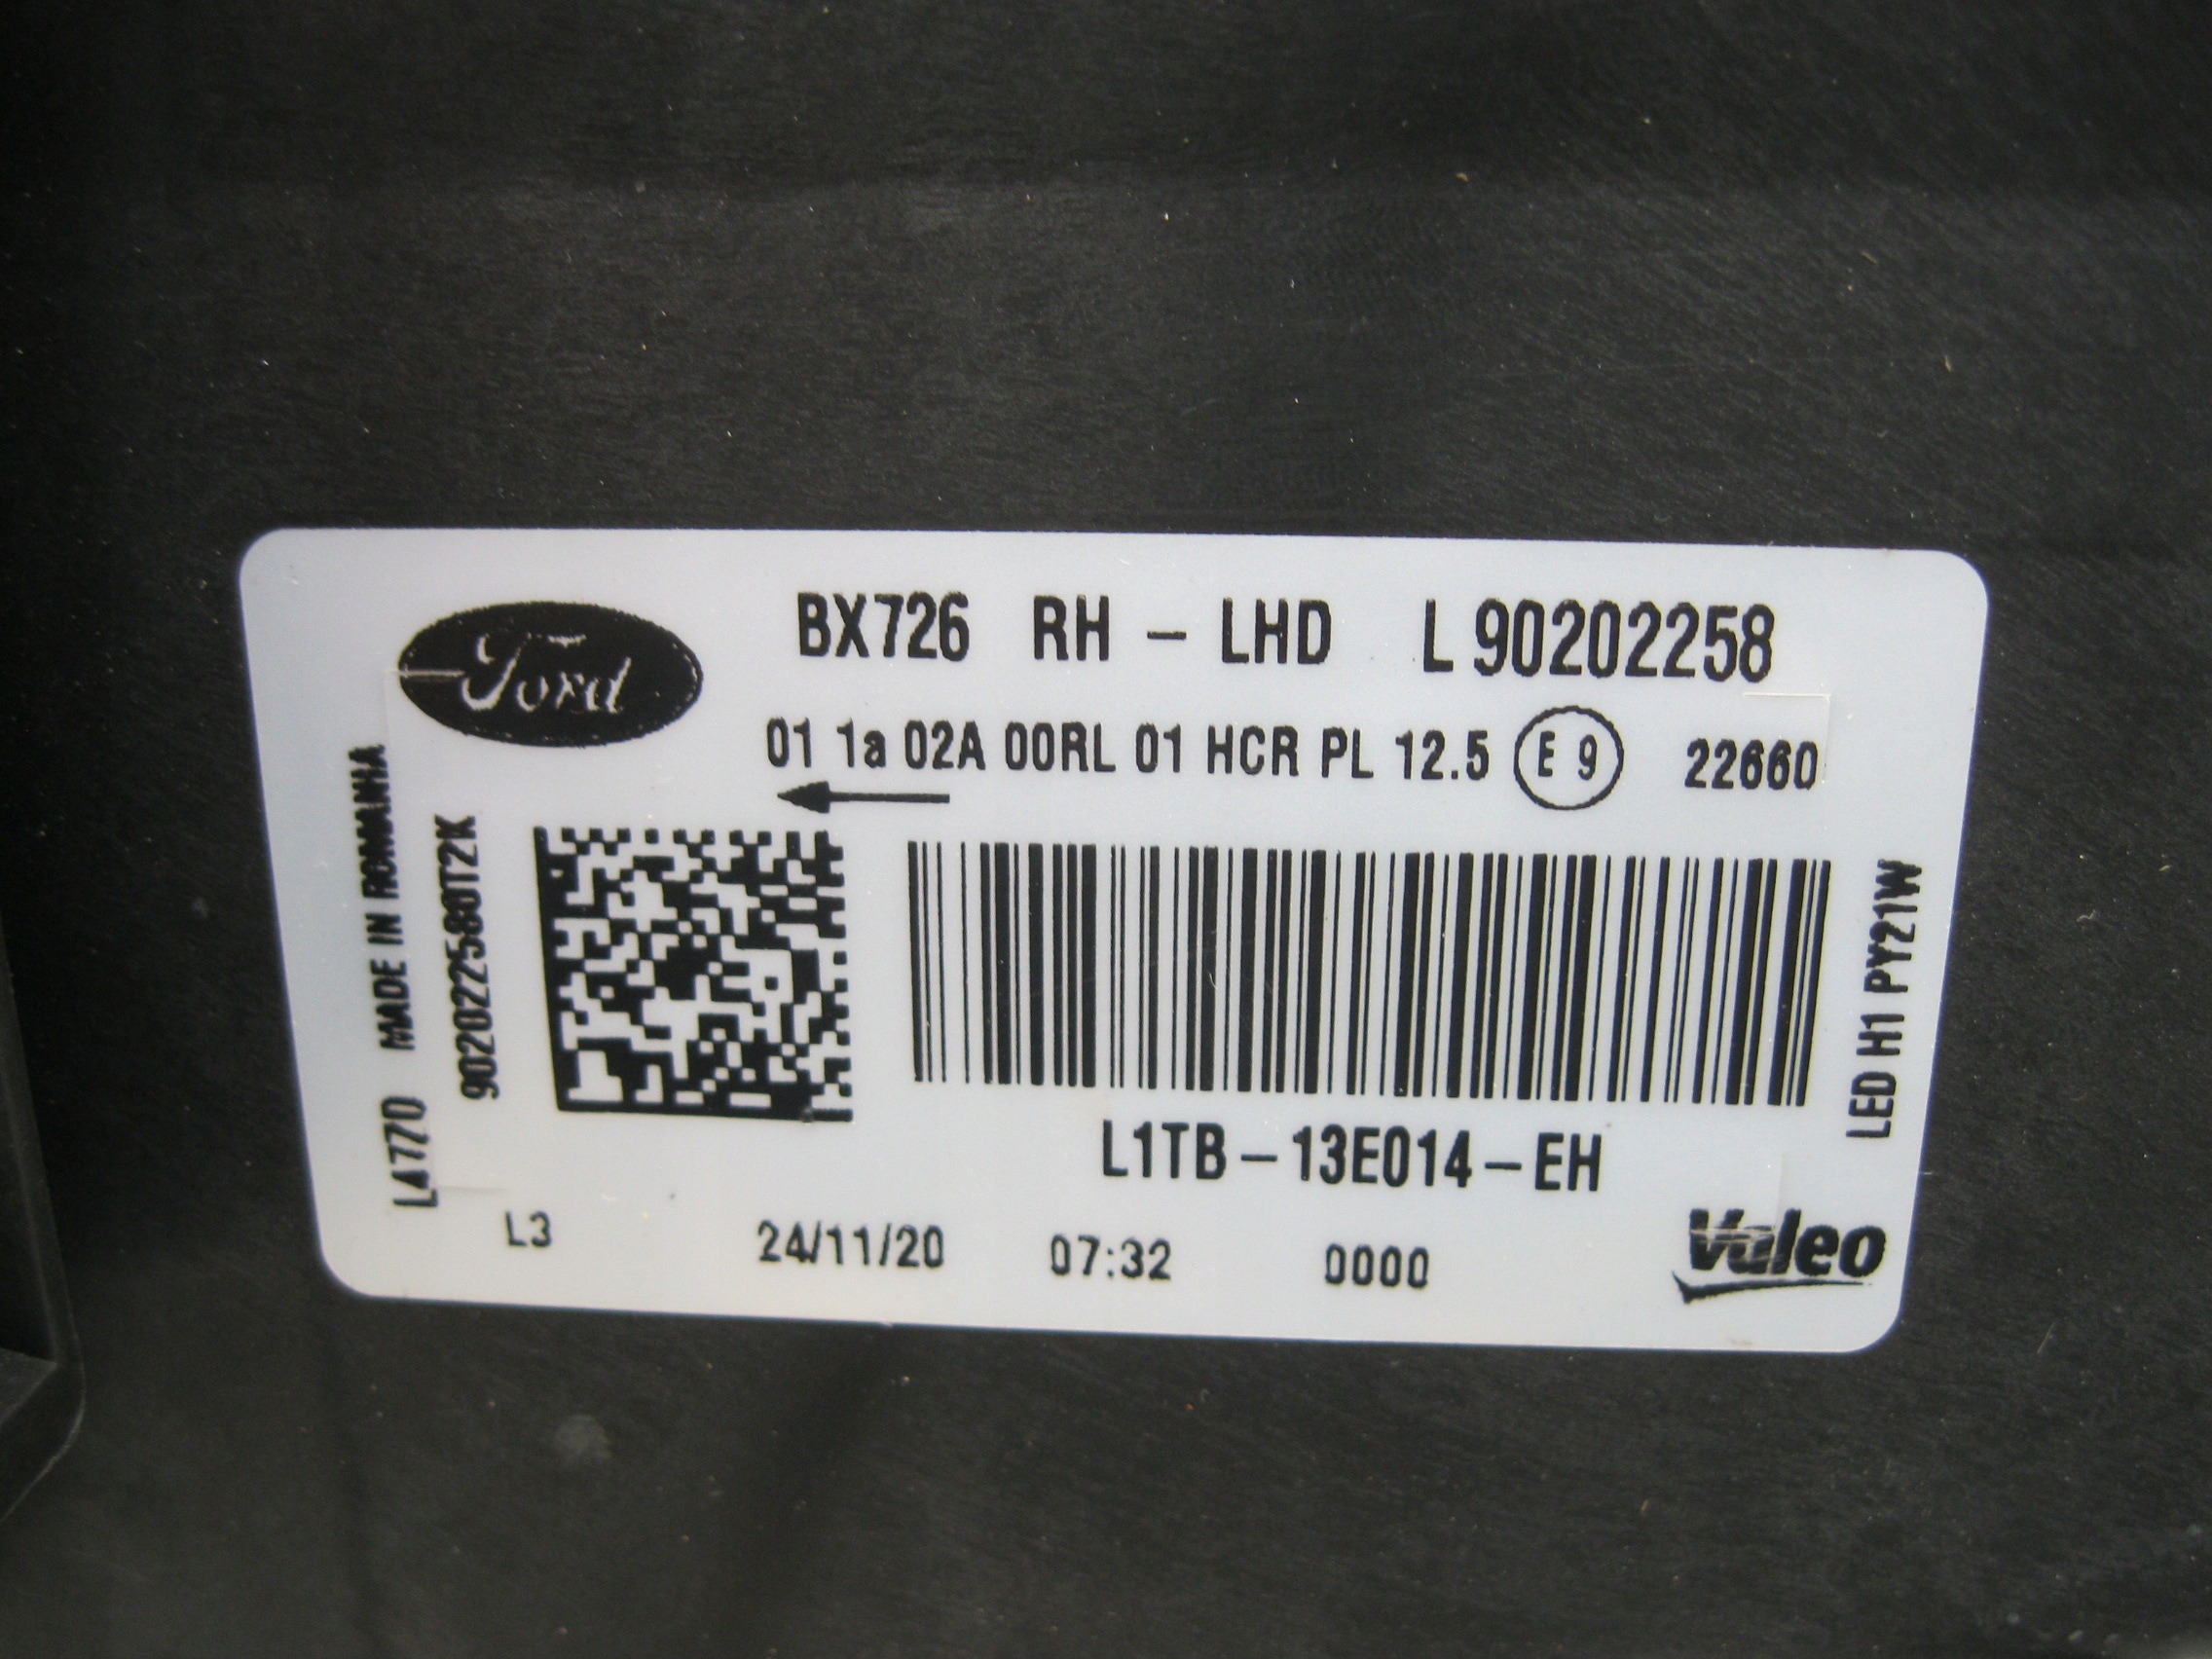 Ford
BX726 RH - LHD L 90202258
01 1a 02A 00RL 01 HCR PL 12.5 E 9 22660
L477D MADE IN ROMANIA
902022580T2K
LED H1 PY21W
L1TB-13E014-EH
L3 24/11/20 07:32 0000
Valeo